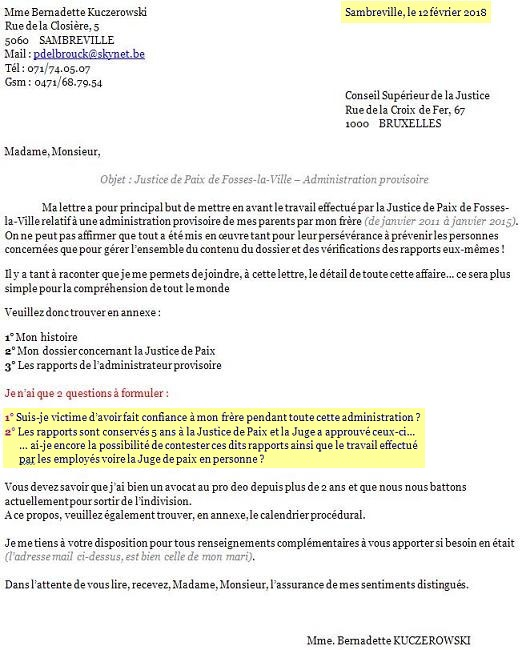 Mme Bernadette Kuczerowski
Sambreville, le 12 février 2018
Rue de la Closière, 5
5060 SAMBREVILLE
Mail : pdelbrouck@skynet.be
Tél : 071/74.05.07
Gsm : 0471/68.79.54
Conseil Supérieur de la Justice
Rue de la Croix de Fer, 67
1000 BRUXELLES
Madame, Monsieur,
Objet : Justice de Paix de Fosses-la-Ville – Administration provisoire
Ma lettre a pour principal but de mettre en avant le travail effectué par la Justice de Paix de Fosses-
la-Ville relatif à une administration provisoire de mes parents par mon frère (de janvier 2011 à janvier 2015).
On ne peut pas affirmer que tout a été mis en œuvre tant pour leur persévérance à prévenir les personnes
concernées que pour gérer l'ensemble du contenu du dossier et des vérifications des rapports eux-mêmes !
Il y a tant à raconter que je me permets de joindre, à cette lettre, le détail de toute cette affaire… ce sera plus
simple pour la compréhension de tout le monde
Veuillez donc trouver en annexe :
1° Mon histoire
2° Mon dossier concernant la Justice de Paix
3° Les rapports de l'administrateur provisoire
Je n'ai que 2 questions à formuler :
1° Suis-je victime d'avoir fait confiance à mon frère pendant toute cette administration ?
2° Les rapports sont conservés 5 ans à la Justice de Paix et la Juge a approuvé ceux-ci…
… ai-je encore la possibilité de contester ces dits rapports ainsi que le travail effectué
par les employés voire la Juge de paix en personne ?
Vous devez savoir que j'ai bien un avocat au pro deo depuis plus de 2 ans et que nous nous battons
actuellement pour sortir de l'indivision.
A ce propos, veuillez également trouver, en annexe, le calendrier procédural.
Je me tiens à votre disposition pour tous renseignements complémentaires à vous apporter si besoin en était
(l'adresse mail ci-dessus, est bien celle de mon mari).
Dans l'attente de vous lire, recevez, Madame, Monsieur, l'assurance de mes sentiments distingués.
Mme. Bernadette KUCZEROWSKI